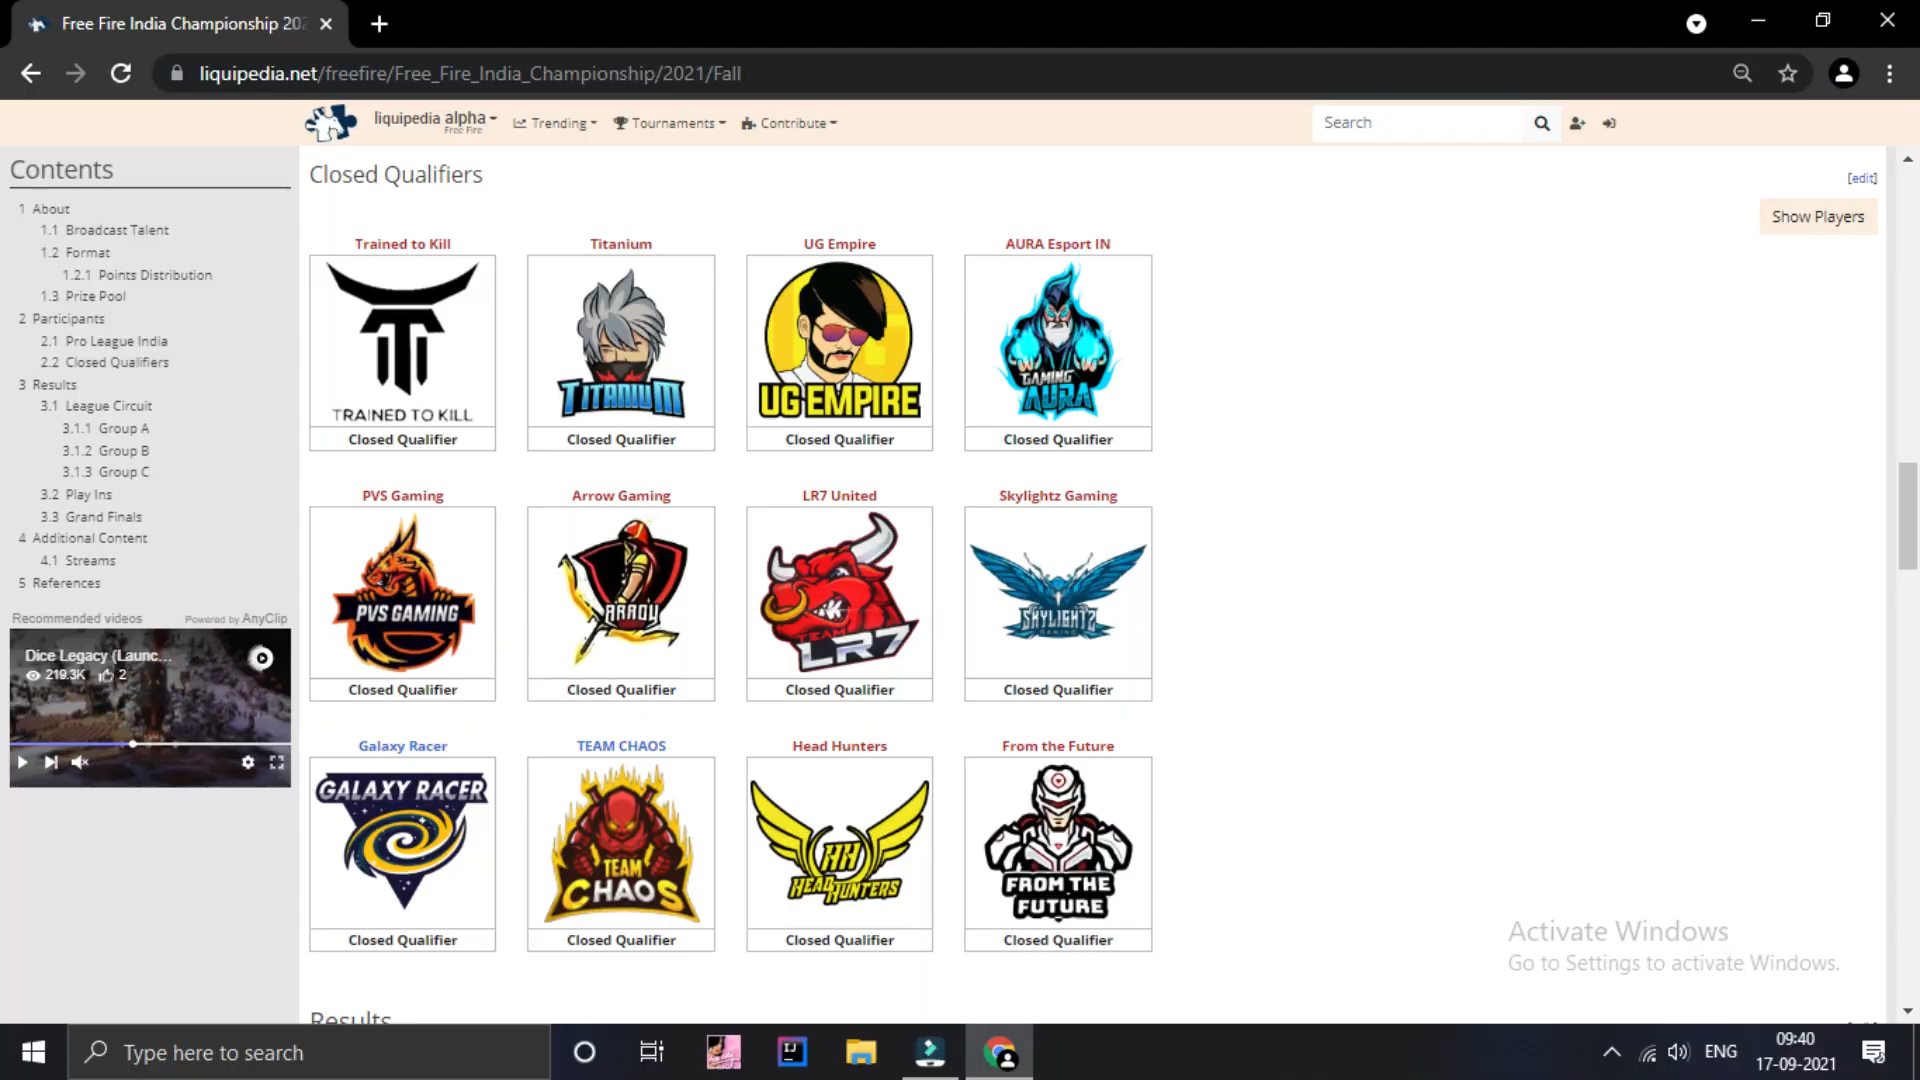 Free Fire India Championship 202
liquipedia.net/freefire/Free_Fire_India_Championship/2021/Fall
liquipedia alpha
Free Fire
Trending
Tournaments
Contribute
Search
Contents
1 About
1.1 Broadcast Talent
1.2 Format
1.2.1 Points Distribution
1.3 Prize Pool
2 Participants
2.1 Pro League India
2.2 Closed Qualifiers
3 Results
3.1 League Circuit
3.1.1 Group A
3.1.2 Group B
3.1.3 Group C
3.2 Play Ins
3.3 Grand Finals
4 Additional Content
4.1 Streams
5 References
Recommended videos
Powered by AnyClip
Dice Legacy (Launc...
219.3K 2
Closed Qualifiers
[edit]
Show Players
Trained to Kill
Titanium
UG Empire
AURA Esport IN
TRAINED TO KILL
TITANIUM
UG EMPIRE
GAMING
AURA
Closed Qualifier
Closed Qualifier
Closed Qualifier
Closed Qualifier
PVS Gaming
Arrow Gaming
LR7 United
Skylightz Gaming
PVS GAMING
ARROW
TEAM
LR7
SKYLIGHTZ
GAMING
Closed Qualifier
Closed Qualifier
Closed Qualifier
Closed Qualifier
Galaxy Racer
TEAM CHAOS
Head Hunters
From the Future
GALAXY RACER
TEAM
CHAOS
HH
HEAD HUNTERS
FROM THE
FUTURE
Closed Qualifier
Closed Qualifier
Closed Qualifier
Closed Qualifier
Results
Activate Windows
Go to Settings to activate Windows.
Type here to search
IJ
ENG
09:40
17-09-2021